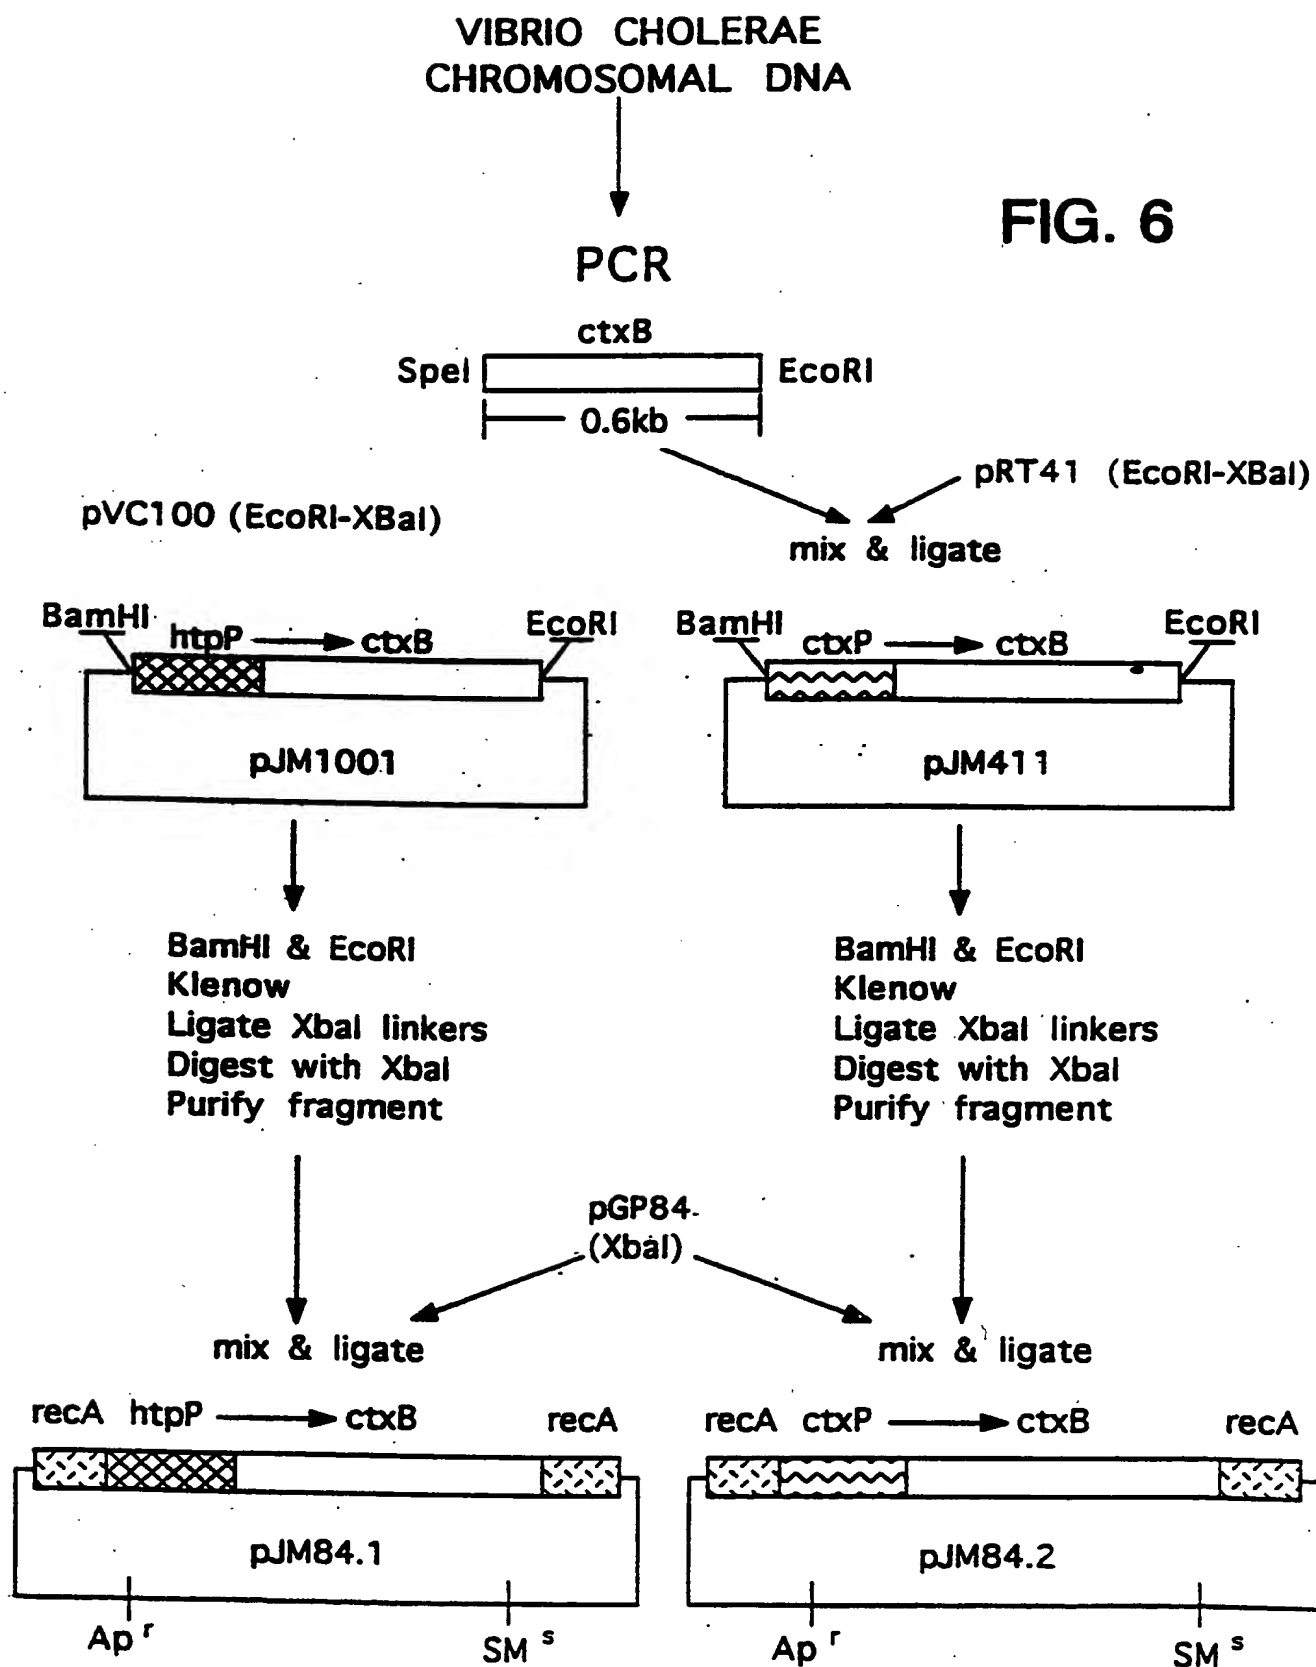 VIBRIO CHOLERAE
CHROMOSOMAL DNA
FIG. 6
PCR
ctxB
SpeI EcoRI
0.6kb
pRT41 (EcoRI-XBaI)
pVC100 (EcoRI-XBaI)
mix & ligate
BamHI htpP ctxB EcoRI
BamHI ctxP ctxB EcoRI
pJM1001
pJM411
BamHI & EcoRI
Klenow
Ligate XbaI linkers
Digest with XbaI
Purify fragment
BamHI & EcoRI
Klenow
Ligate XbaI linkers
Digest with XbaI
Purify fragment
pGP84
(XbaI)
mix & ligate
mix & ligate
recA htpP ctxB recA
recA ctxP ctxB recA
pJM84.1
pJM84.2
Ap r SM s
Ap r SM s